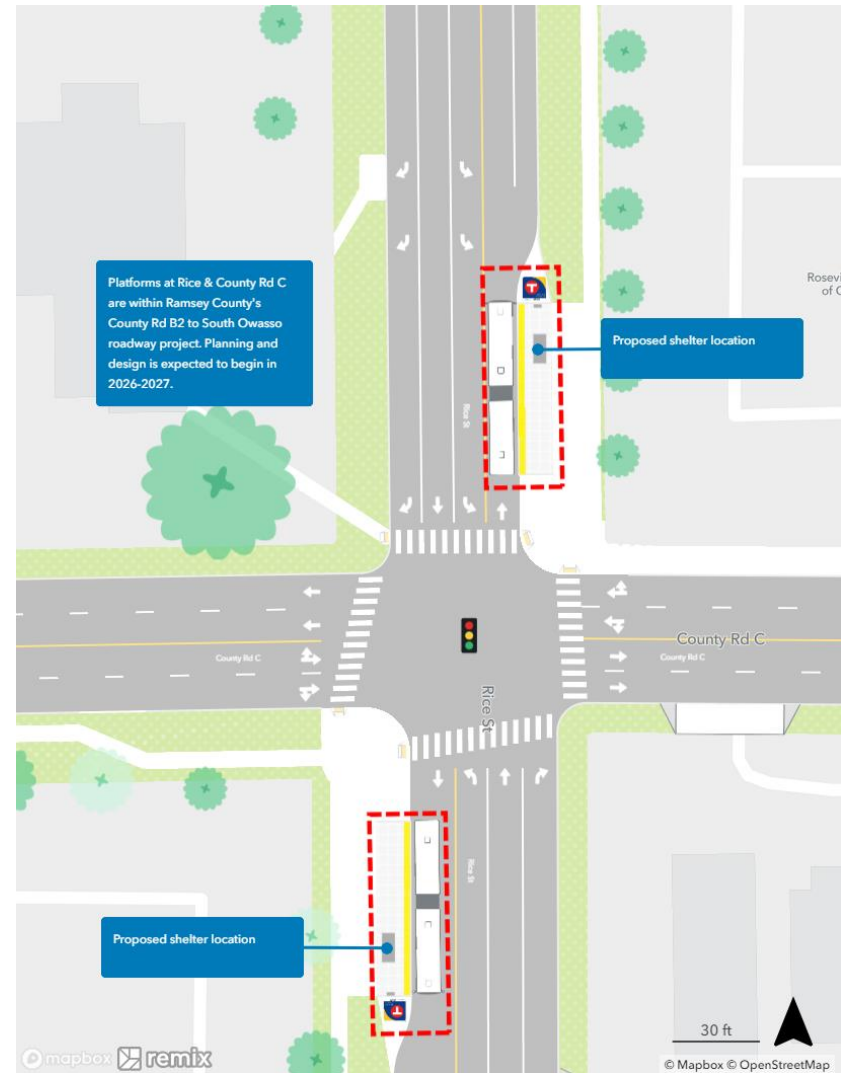 Platforms at Rice & County Rd C
are within Ramsey County's
County Rd B2 to South Owasso
roadway project. Planning and
design is expected to begin in
2026-2027.
Rosevi
of C
T
Proposed shelter location
Rice St
County Rd C
County Rd C
County Rd C
Rice St
Rice St
Proposed shelter location
T
30 ft
mapbox remix
© Mapbox © OpenStreetMap